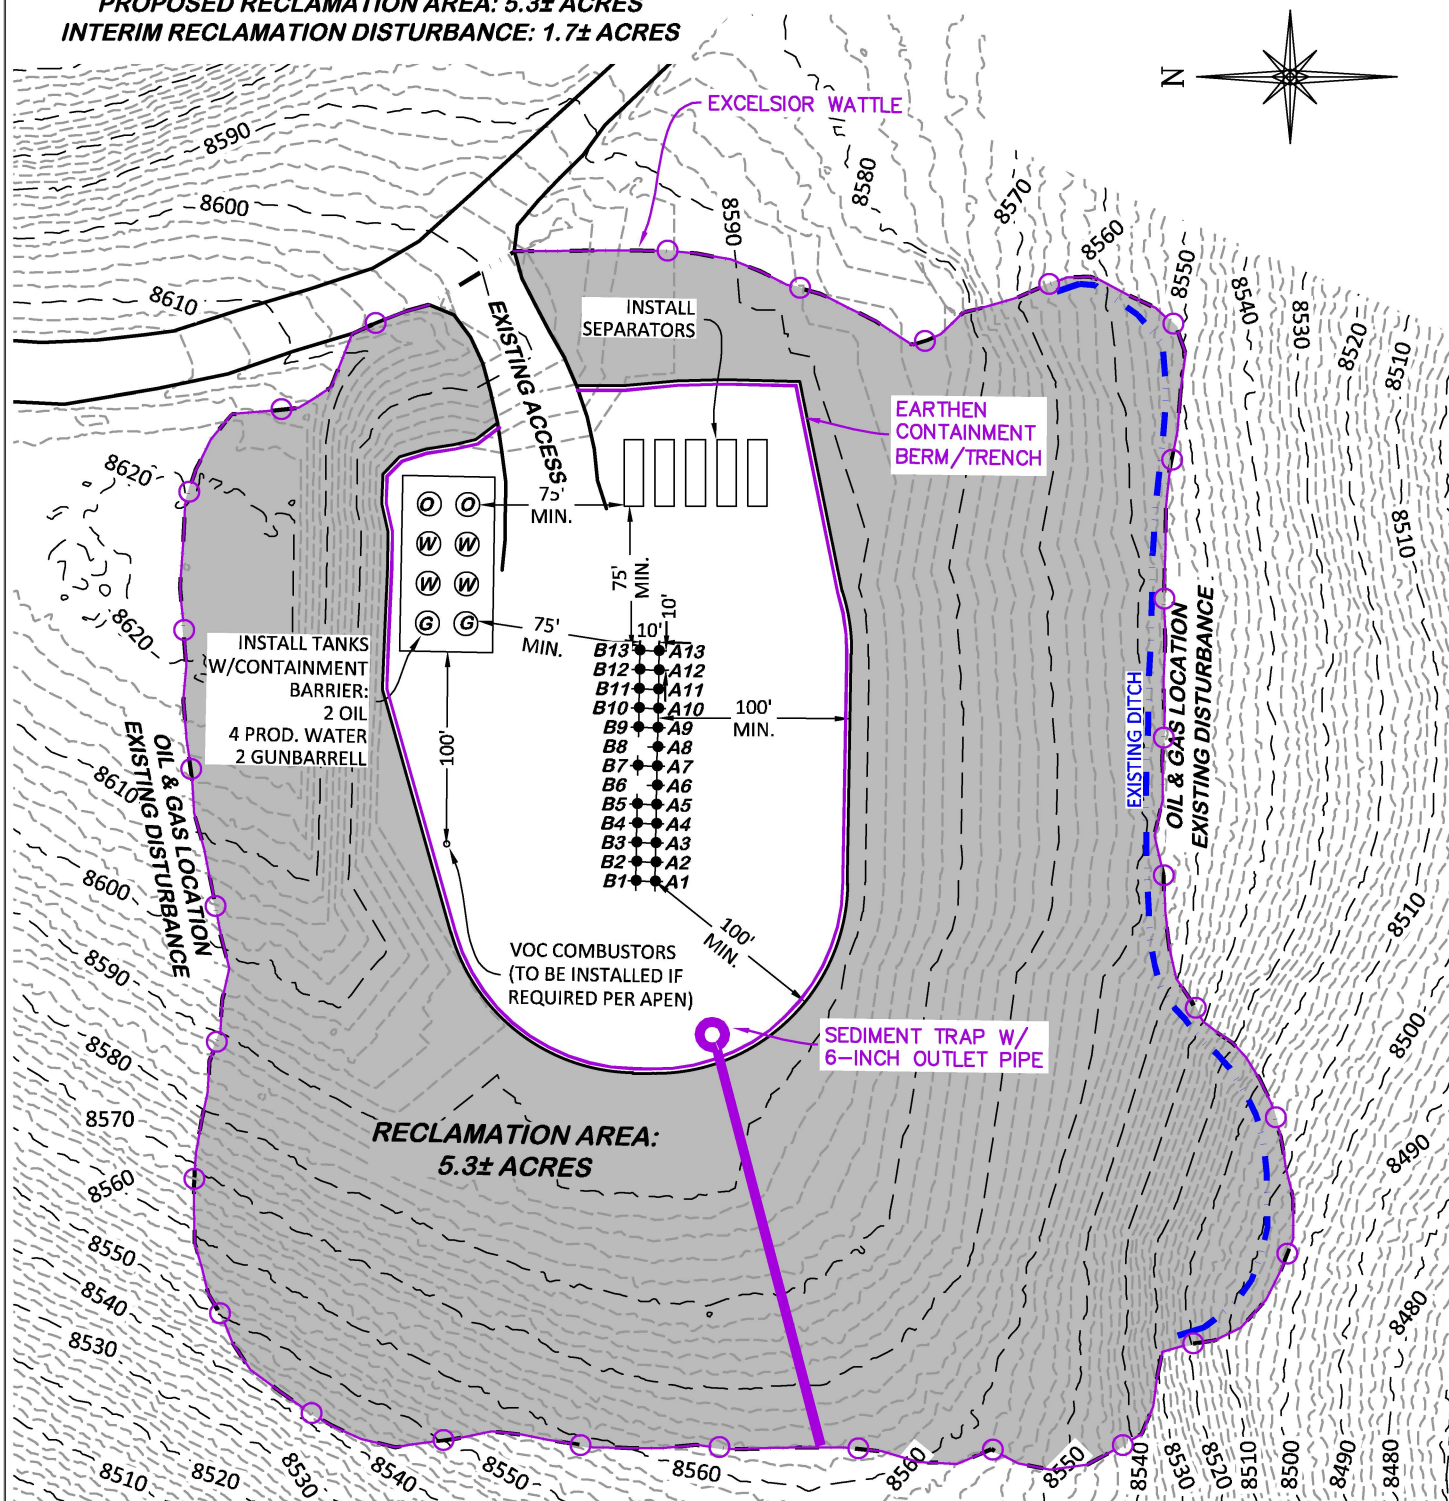 PROPOSED RECLAMATION AREA: 5.3± ACRES
INTERIM RECLAMATION DISTURBANCE: 1.7± ACRES
N
EXCELSIOR WATTLE
8590
8600
8610
8580
8590
8570
8560
8550
8540
8530
8520
8510
8510
INSTALL
SEPARATORS
EXISTING ACCESS
EARTHEN
CONTAINMENT
BERM/TRENCH
8620
8620
O O
W W
W W
G G
75'
MIN.
75'
MIN.
75'
MIN.
10'
10'
INSTALL TANKS
W/CONTAINMENT
BARRIER:
2 OIL
4 PROD. WATER
2 GUNBARRELL
100'
B13 A13
B12 A12
B11 A11
B10 A10
B9 A9
B8 A8
B7 A7
B6 A6
B5 A5
B4 A4
B3 A3
B2 A2
B1 A1
100'
MIN.
100'
MIN.
EXISTING DITCH
OIL & GAS LOCATION
EXISTING DISTURBANCE
OIL & GAS LOCATION
EXISTING DISTURBANCE
8610
8600
8590
8580
8570
8560
8550
8540
8530
VOC COMBUSTORS
(TO BE INSTALLED IF
REQUIRED PER APEN)
SEDIMENT TRAP W/
6-INCH OUTLET PIPE
RECLAMATION AREA:
5.3± ACRES
8510
8500
8490
8480
8510
8520
8530
8540
8550
8560
8560
8550
8540
8530
8520
8510
8500
8490
8480